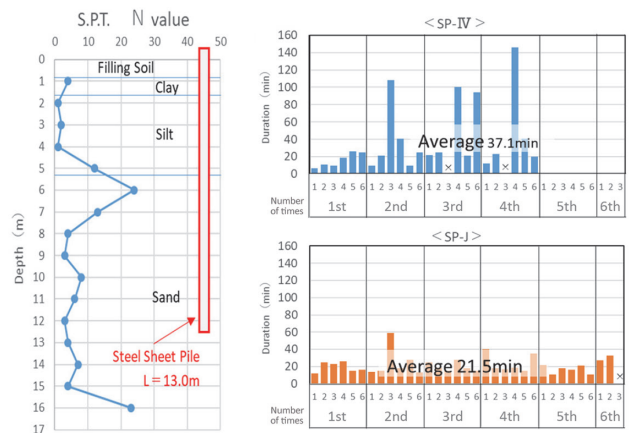 S.P.T. N value
0 10 20 30 40 50
0
1
2
3
4
5
6
7
8
9
10
11
12
13
14
15
16
17
Depth (m)
Filling Soil
Clay
Silt
Sand
Steel Sheet Pile
L = 13.0m
<SP-Ⅳ>
160
140
120
100
80
60
40
20
0
Duration (min)
Average 37.1min
× ×
1 2 3 4 5 6 1 2 3 4 5 6 1 2 3 4 5 6 1 2 3 4 5 6 1 2 3 4 5 6 1 2 3
Number of times
1st 2nd 3rd 4th 5th 6th
<SP-J>
160
140
120
100
80
60
40
20
0
Duration (min)
Average 21.5min
×
1 2 3 4 5 6 1 2 3 4 5 6 1 2 3 4 5 6 1 2 3 4 5 6 1 2 3 4 5 6 1 2 3
Number of times
1st 2nd 3rd 4th 5th 6th